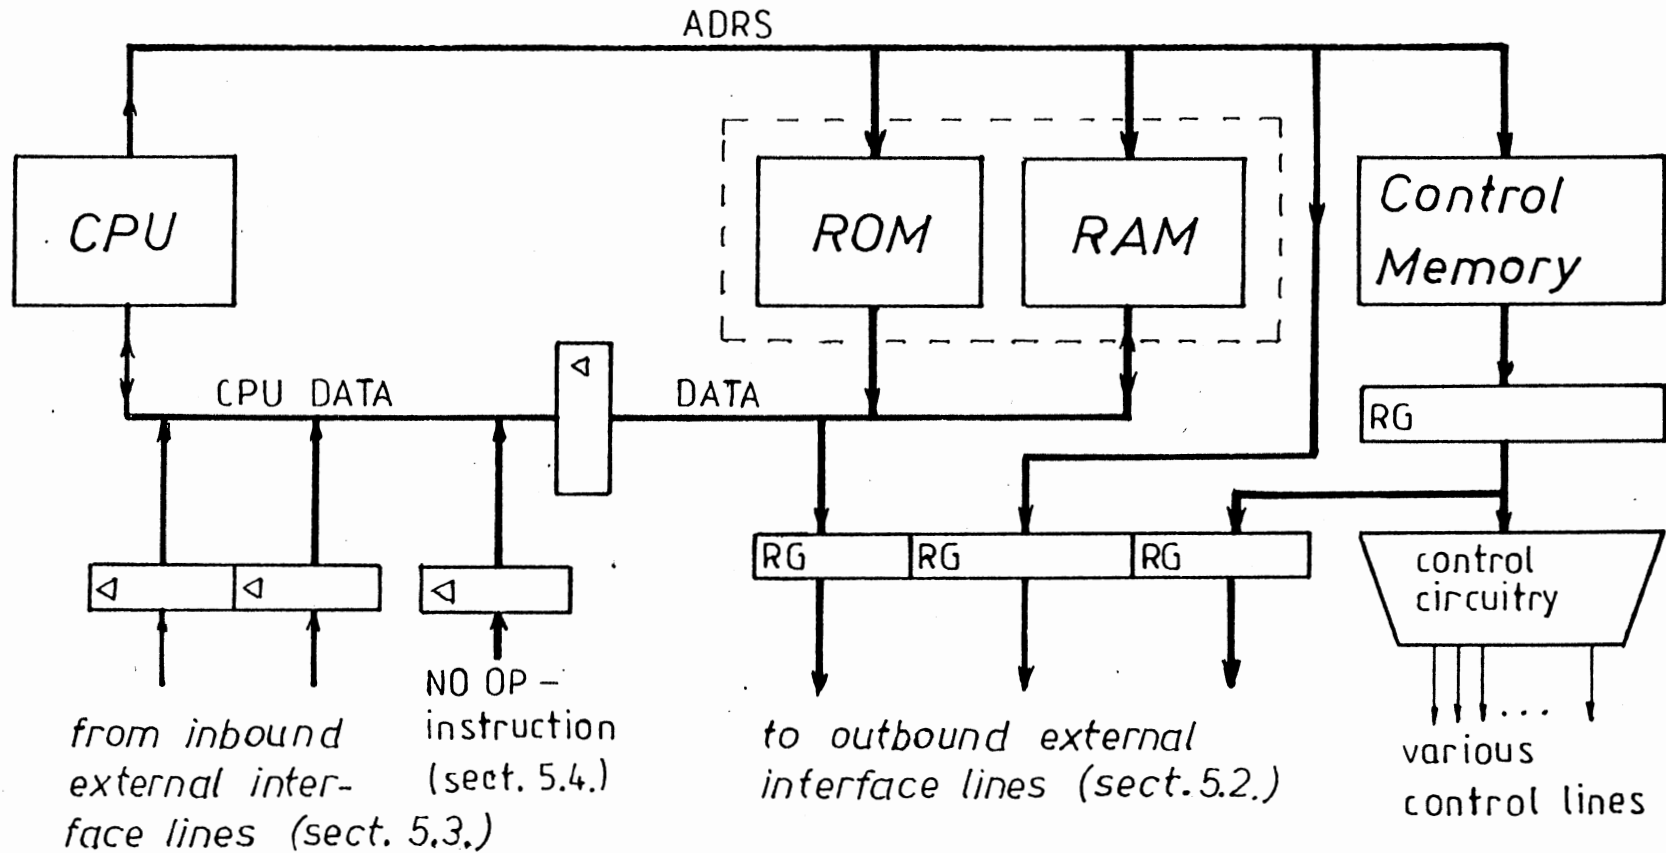 ADRS
CPU
ROM
RAM
Control
Memory
CPU DATA
DATA
RG
RG
RG
RG
control
circuitry
NO OP -
instruction
(sect. 5.4.)
from inbound
external inter-
face lines (sect. 5.3.)
to outbound external
interface lines (sect. 5.2.)
...
various
control lines